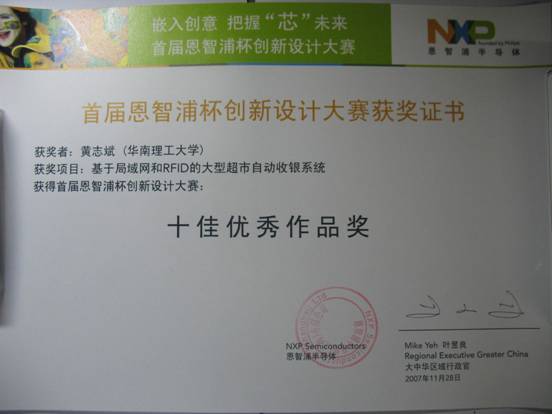 嵌入创意 把握“芯”未来
首届恩智浦杯创新设计大赛
NXP
founded by Philips
恩智浦半导体
首届恩智浦杯创新设计大赛获奖证书
获奖者：黄志斌（华南理工大学）
获奖项目：基于局域网和RFID的大型超市自动收银系统
获得首届恩智浦杯创新设计大赛：
十佳优秀作品奖
NXP Semiconductors
恩智浦半导体
Mike Yeh 叶昱良
Regional Executive Greater China
大中华区域行政官
2007年11月28日